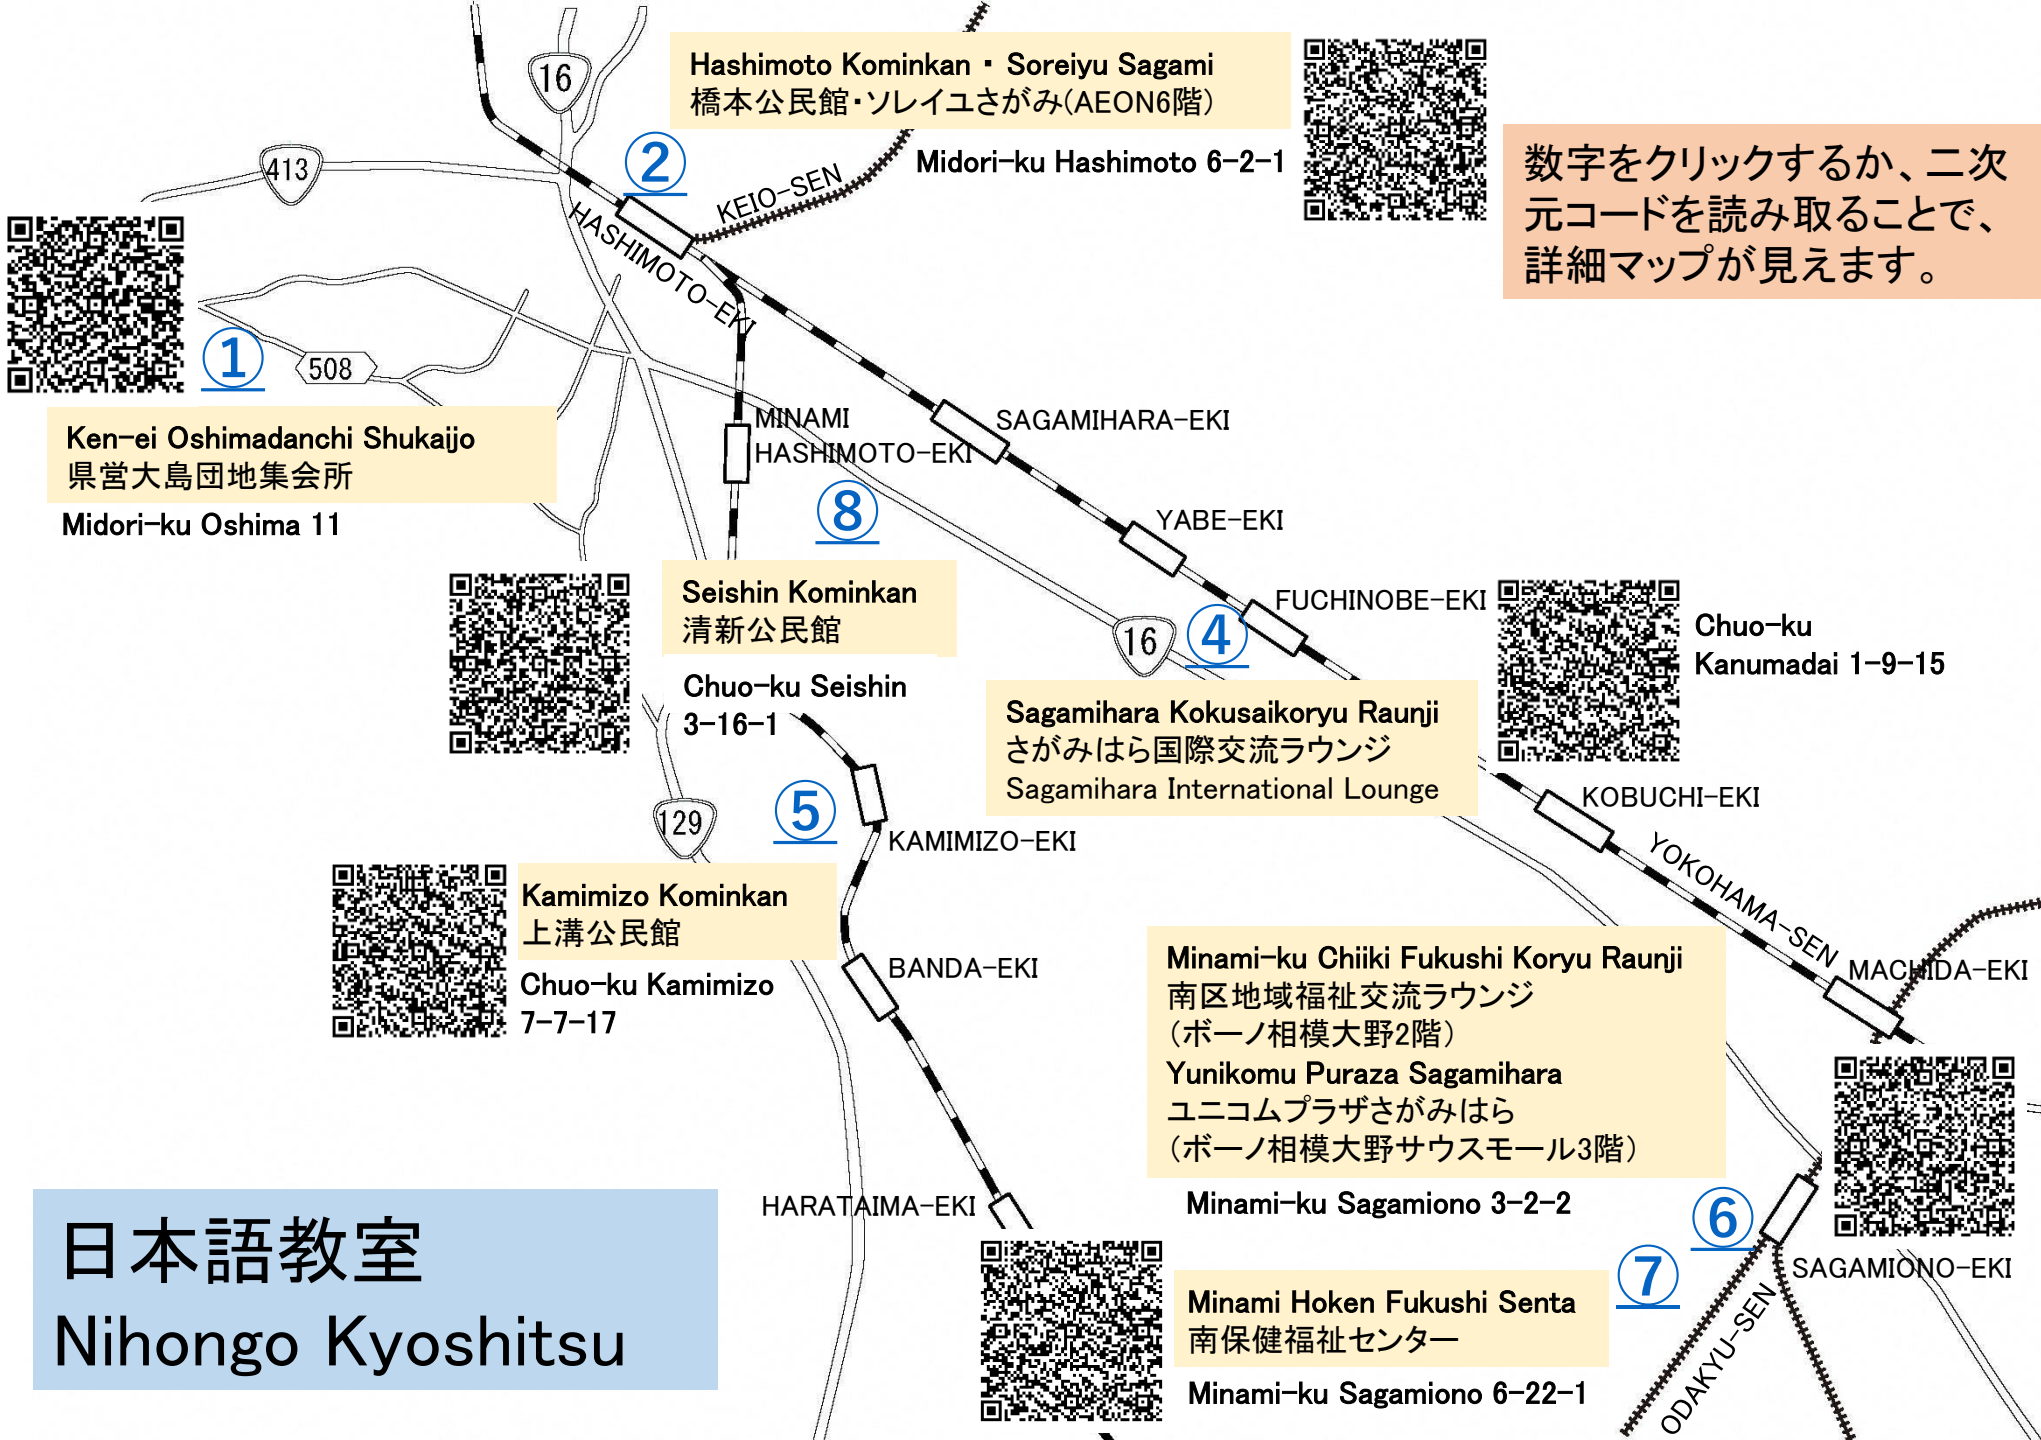 16
Hashimoto Kominkan ・ Soreiyu Sagami
橋本公民館・ソレイユさがみ(AEON6階)
Midori-ku Hashimoto 6-2-1
数字をクリックするか、二次
元コードを読み取ることで、
詳細マップが見えます。
413
②
KEIO-SEN
HASHIMOTO-EKI
①
508
Ken-ei Oshimadanchi Shukaijo
県営大島団地集会所
Midori-ku Oshima 11
MINAMI
HASHIMOTO-EKI
SAGAMIHARA-EKI
⑧
YABE-EKI
Seishin Kominkan
清新公民館
Chuo-ku Seishin
3-16-1
16
④
FUCHINOBE-EKI
Chuo-ku
Kanumadai 1-9-15
Sagamihara Kokusaikoryu Raunji
さがみはら国際交流ラウンジ
Sagamihara International Lounge
129
⑤
KAMIMIZO-EKI
KOBUCHI-EKI
YOKOHAMA-SEN
Kamimizo Kominkan
上溝公民館
Chuo-ku Kamimizo
7-7-17
BANDA-EKI
MACHIDA-EKI
Minami-ku Chiiki Fukushi Koryu Raunji
南区地域福祉交流ラウンジ
（ボーノ相模大野2階）
Yunikomu Puraza Sagamihara
ユニコムプラザさがみはら
（ボーノ相模大野サウスモール3階）
Minami-ku Sagamiono 3-2-2
HARATAIMA-EKI
⑥
SAGAMIONO-EKI
⑦
Minami Hoken Fukushi Senta
南保健福祉センター
Minami-ku Sagamiono 6-22-1
ODAKYU-SEN
日本語教室
Nihongo Kyoshitsu